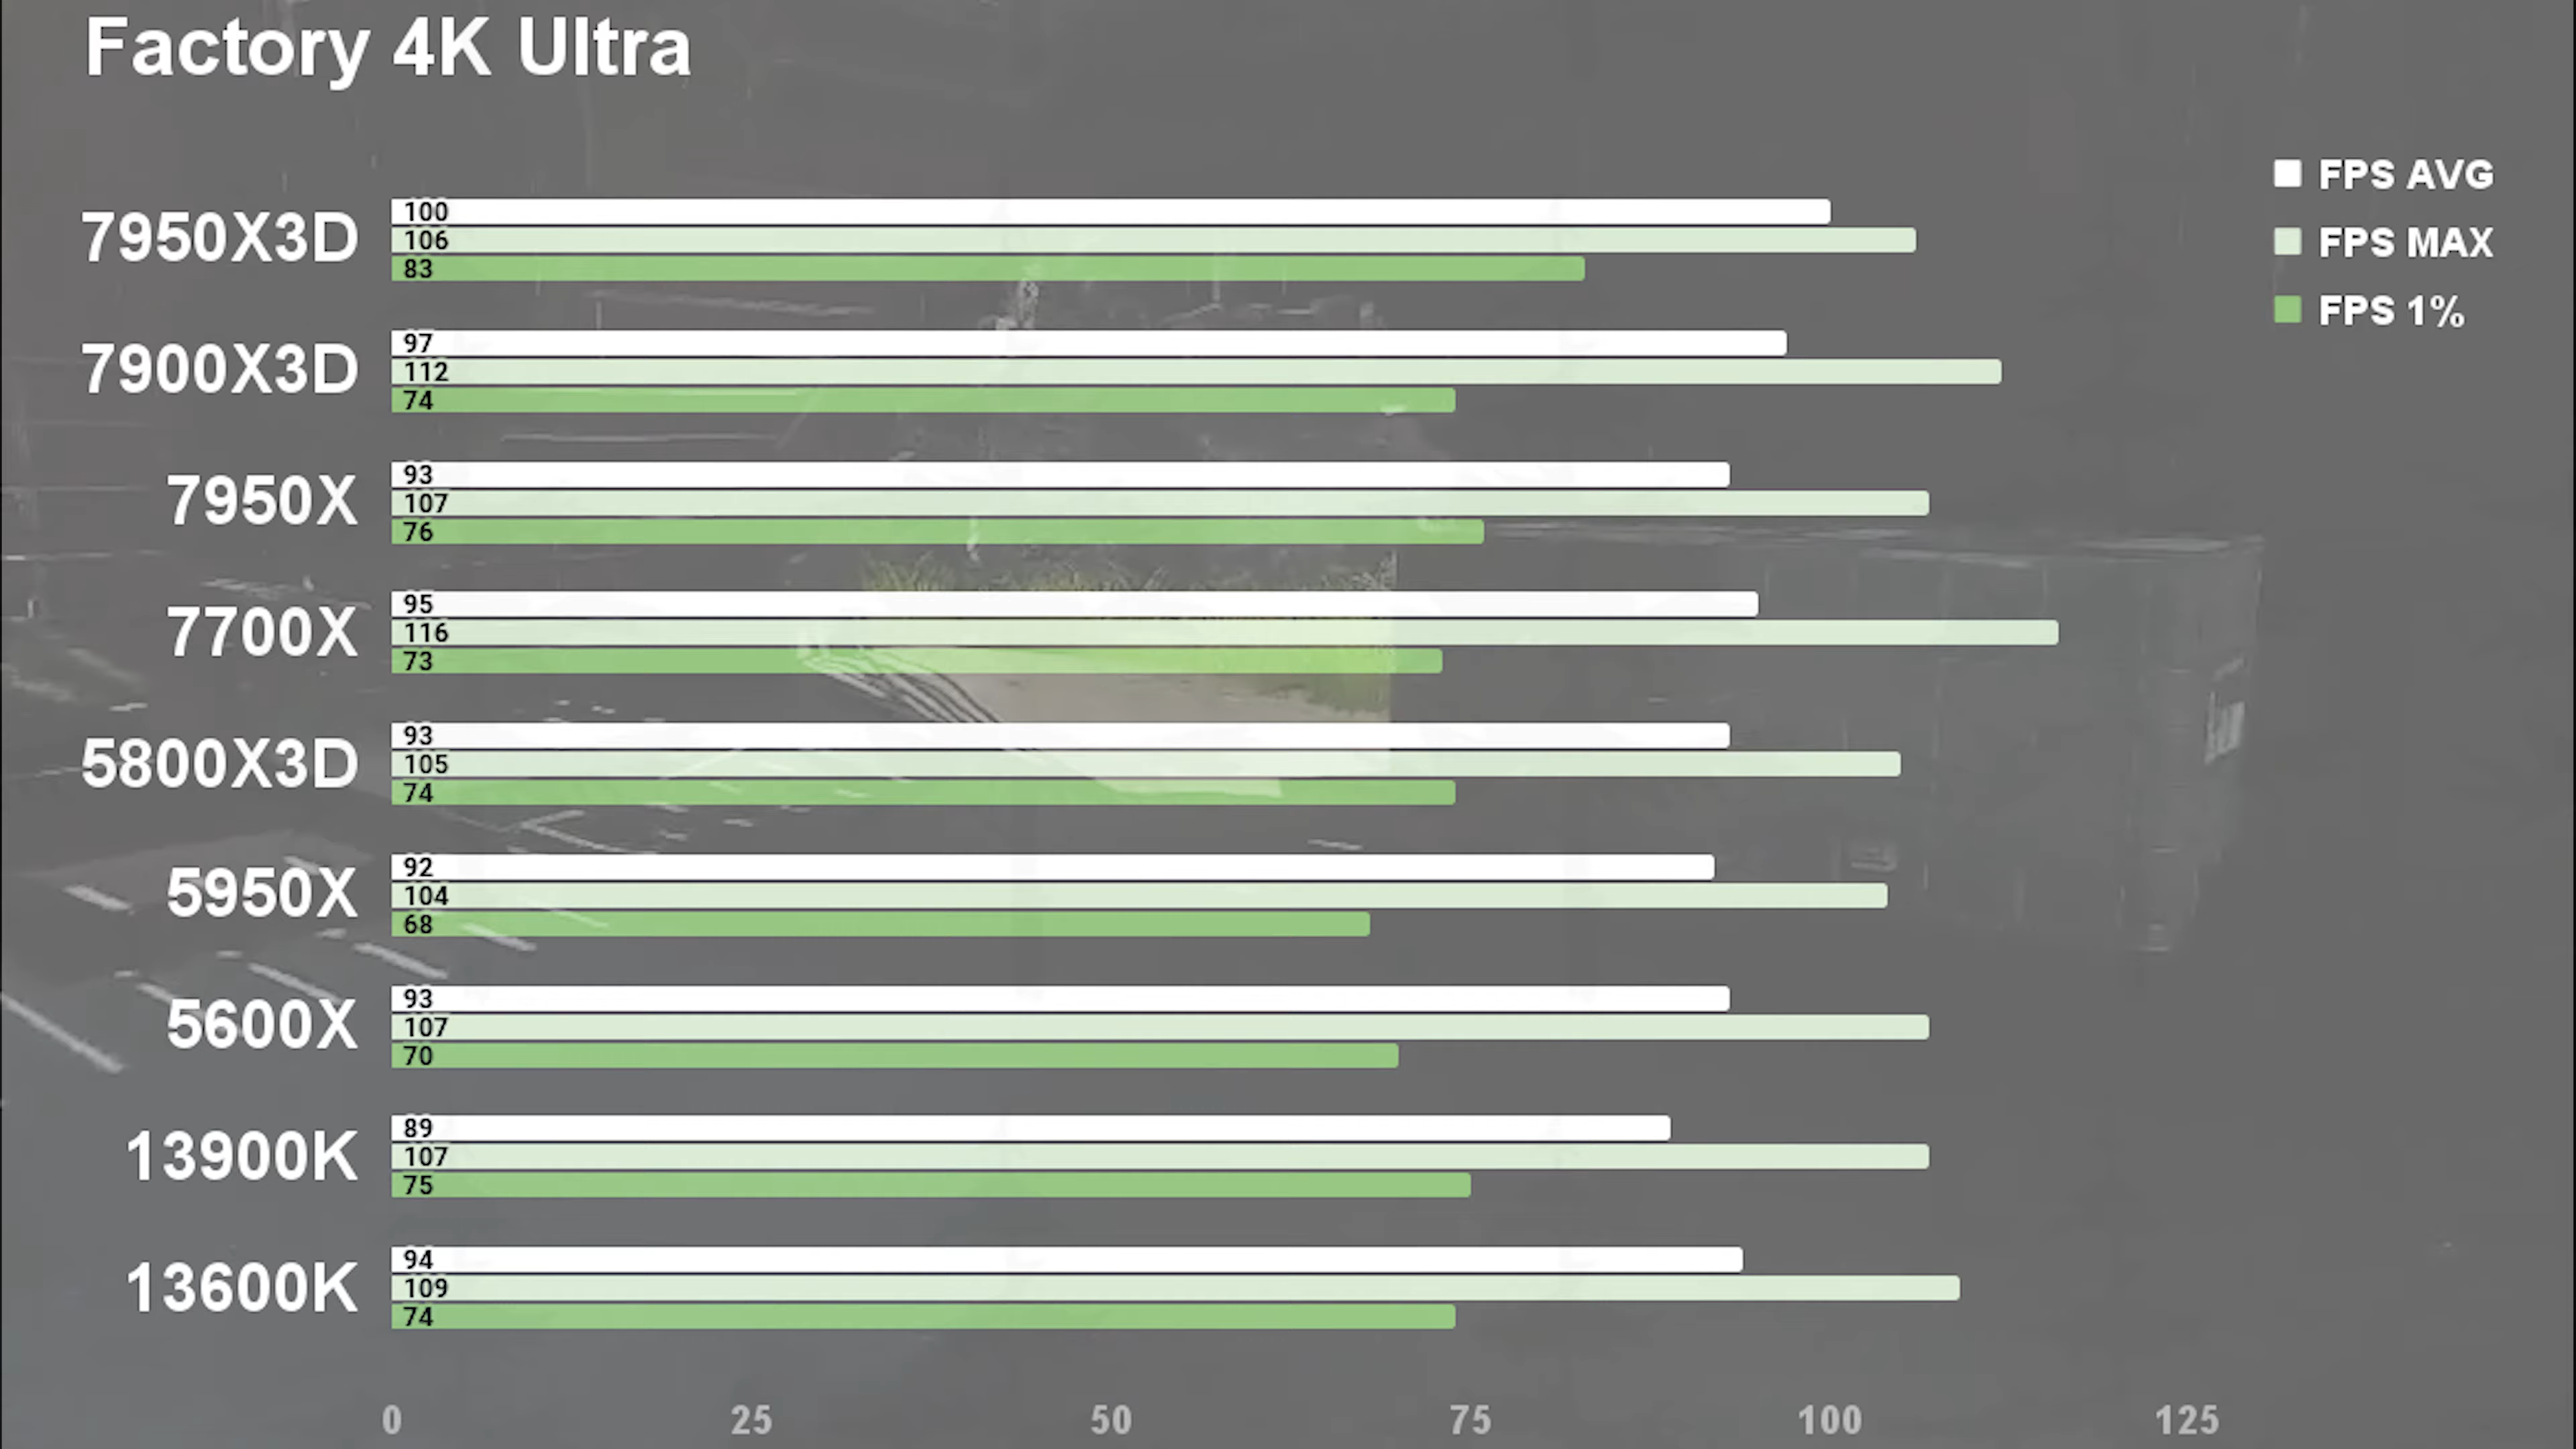 Factory 4K Ultra
FPS AVG
FPS MAX
FPS 1%
7950X3D
100
106
83
7900X3D
97
112
74
7950X
93
107
76
7700X
95
116
73
5800X3D
93
105
74
5950X
92
104
68
5600X
93
107
70
13900K
89
107
75
13600K
94
109
74
0 25 50 75 100 125